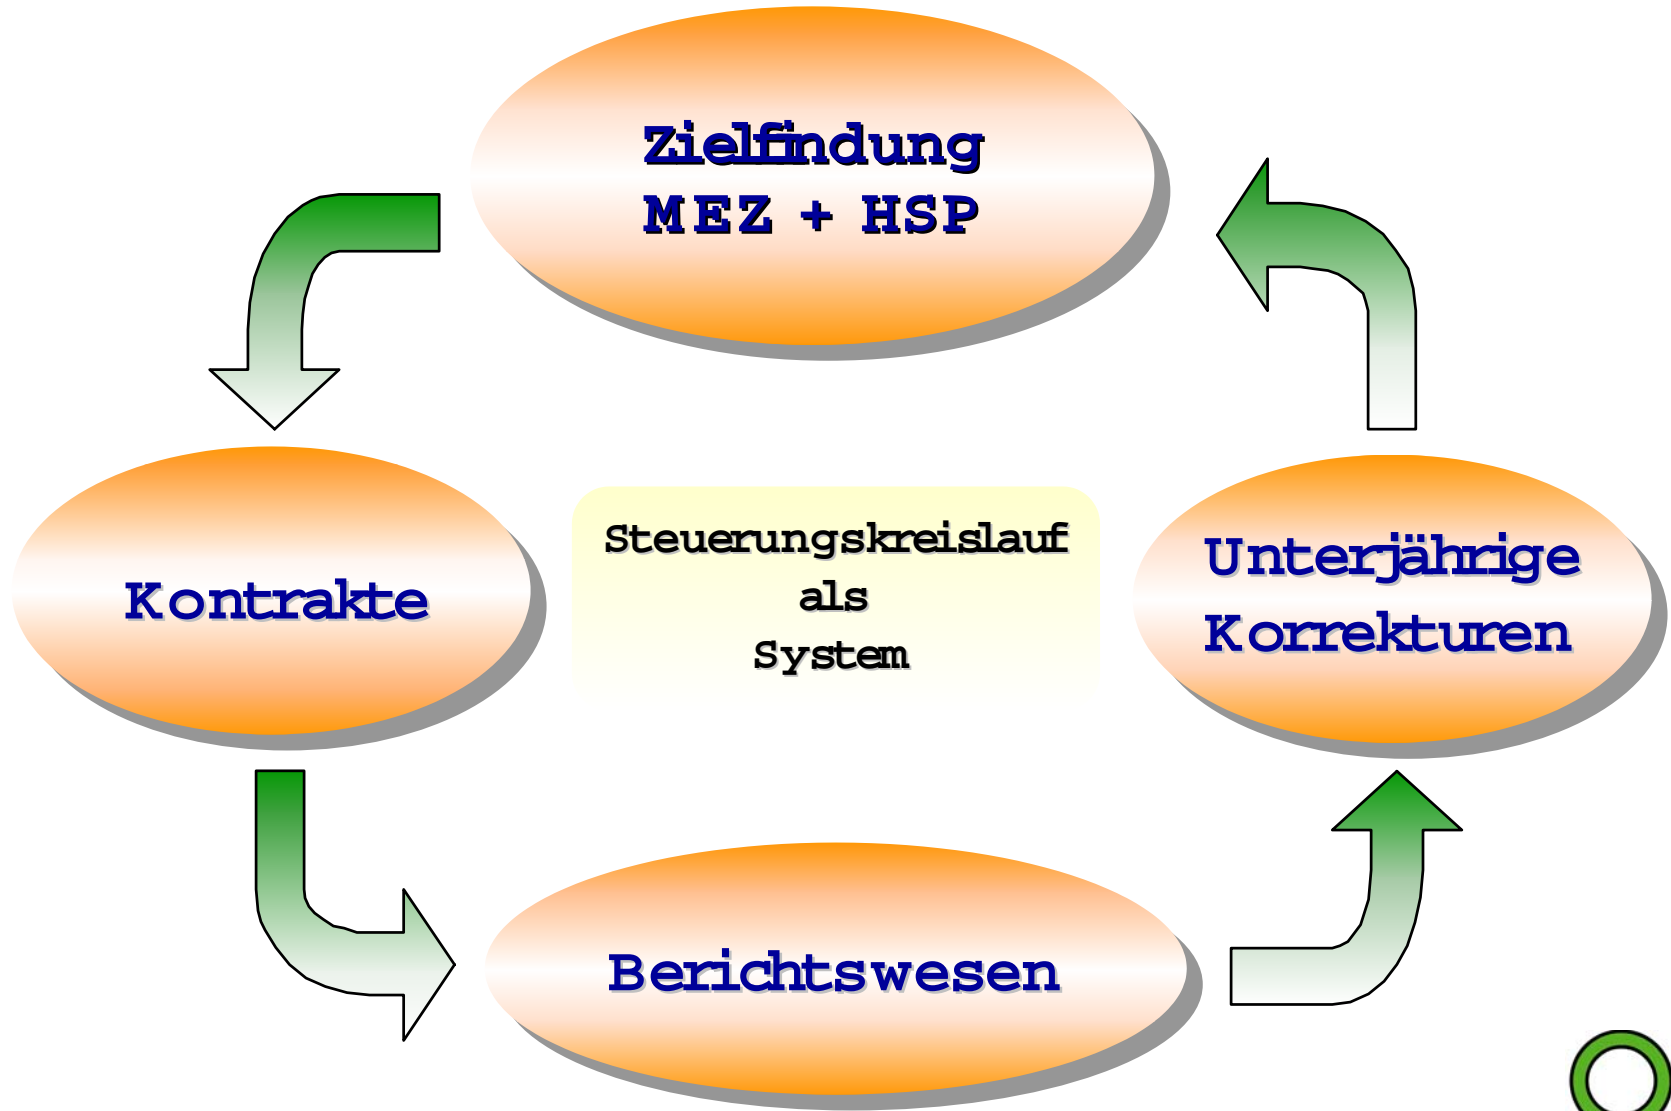 Zielfindung
MEZ + HSP
Kontrakte
Steuerungskreislauf
als
System
Unterjährige
Korrekturen
Berichtswesen